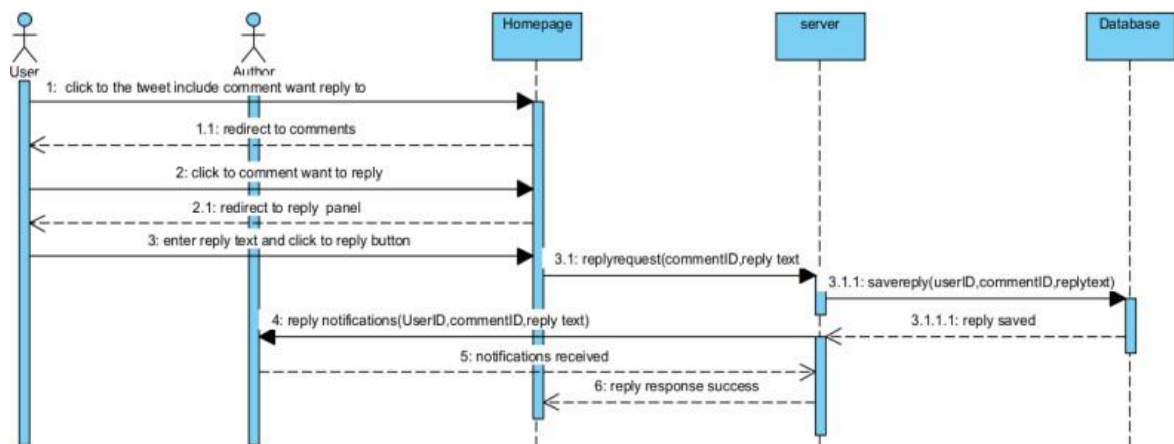 User
Author
Homepage
server
Database
1: click to the tweet include comment want reply to
1.1: redirect to comments
2: click to comment want to reply
2.1: redirect to reply panel
3: enter reply text and click to reply button
3.1: replyrequest(commentID,reply text
3.1.1: savereply(userID,commentID,replytext)
4: reply notifications(UserID,commentID,reply text)
3.1.1.1: reply saved
5: notifications received
6: reply response success